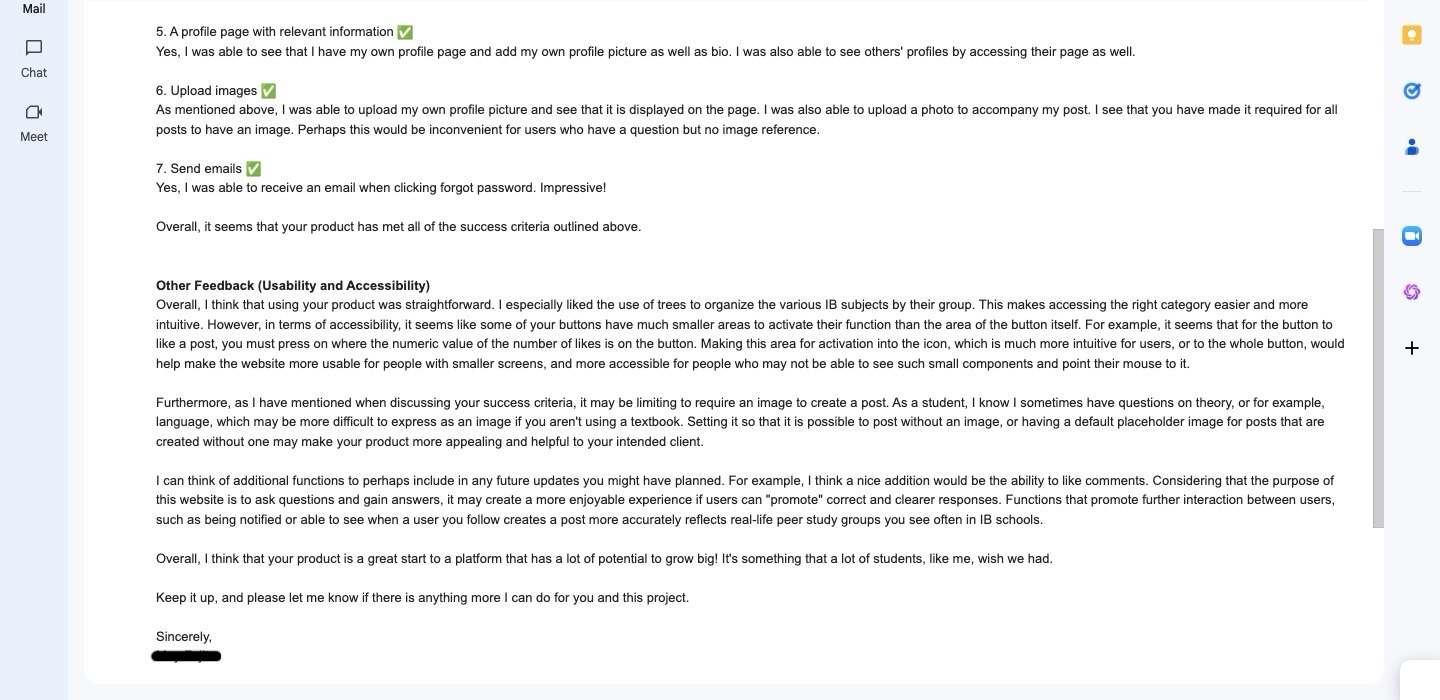 Mail
Chat
Meet
5. A profile page with relevant information ✅
Yes, I was able to see that I have my own profile page and add my own profile picture as well as bio. I was also able to see others' profiles by accessing their page as well.
6. Upload images ✅
As mentioned above, I was able to upload my own profile picture and see that it is displayed on the page. I was also able to upload a photo to accompany my post. I see that you have made it required for all
posts to have an image. Perhaps this would be inconvenient for users who have a question but no image reference.
7. Send emails ✅
Yes, I was able to receive an email when clicking forgot password. Impressive!
Overall, it seems that your product has met all of the success criteria outlined above.
Other Feedback (Usability and Accessibility)
Overall, I think that using your product was straightforward. I especially liked the use of trees to organize the various IB subjects by their group. This makes accessing the right category easier and more
intuitive. However, in terms of accessibility, it seems like some of your buttons have much smaller areas to activate their function than the area of the button itself. For example, it seems that for the button to
like a post, you must press on where the numeric value of the number of likes is on the button. Making this area for activation into the icon, which is much more intuitive for users, or to the whole button, would
help make the website more usable for people with smaller screens, and more accessible for people who may not be able to see such small components and point their mouse to it.
Furthermore, as I have mentioned when discussing your success criteria, it may be limiting to require an image to create a post. As a student, I know I sometimes have questions on theory, or for example,
language, which may be more difficult to express as an image if you aren't using a textbook. Setting it so that it is possible to post without an image, or having a default placeholder image for posts that are
created without one may make your product more appealing and helpful to your intended client.
I can think of additional functions to perhaps include in any future updates you might have planned. For example, I think a nice addition would be the ability to like comments. Considering that the purpose of
this website is to ask questions and gain answers, it may create a more enjoyable experience if users can "promote" correct and clearer responses. Functions that promote further interaction between users,
such as being notified or able to see when a user you follow creates a post more accurately reflects real-life peer study groups you see often in IB schools.
Overall, I think that your product is a great start to a platform that has a lot of potential to grow big! It's something that a lot of students, like me, wish we had.
Keep it up, and please let me know if there is anything more I can do for you and this project.
Sincerely,